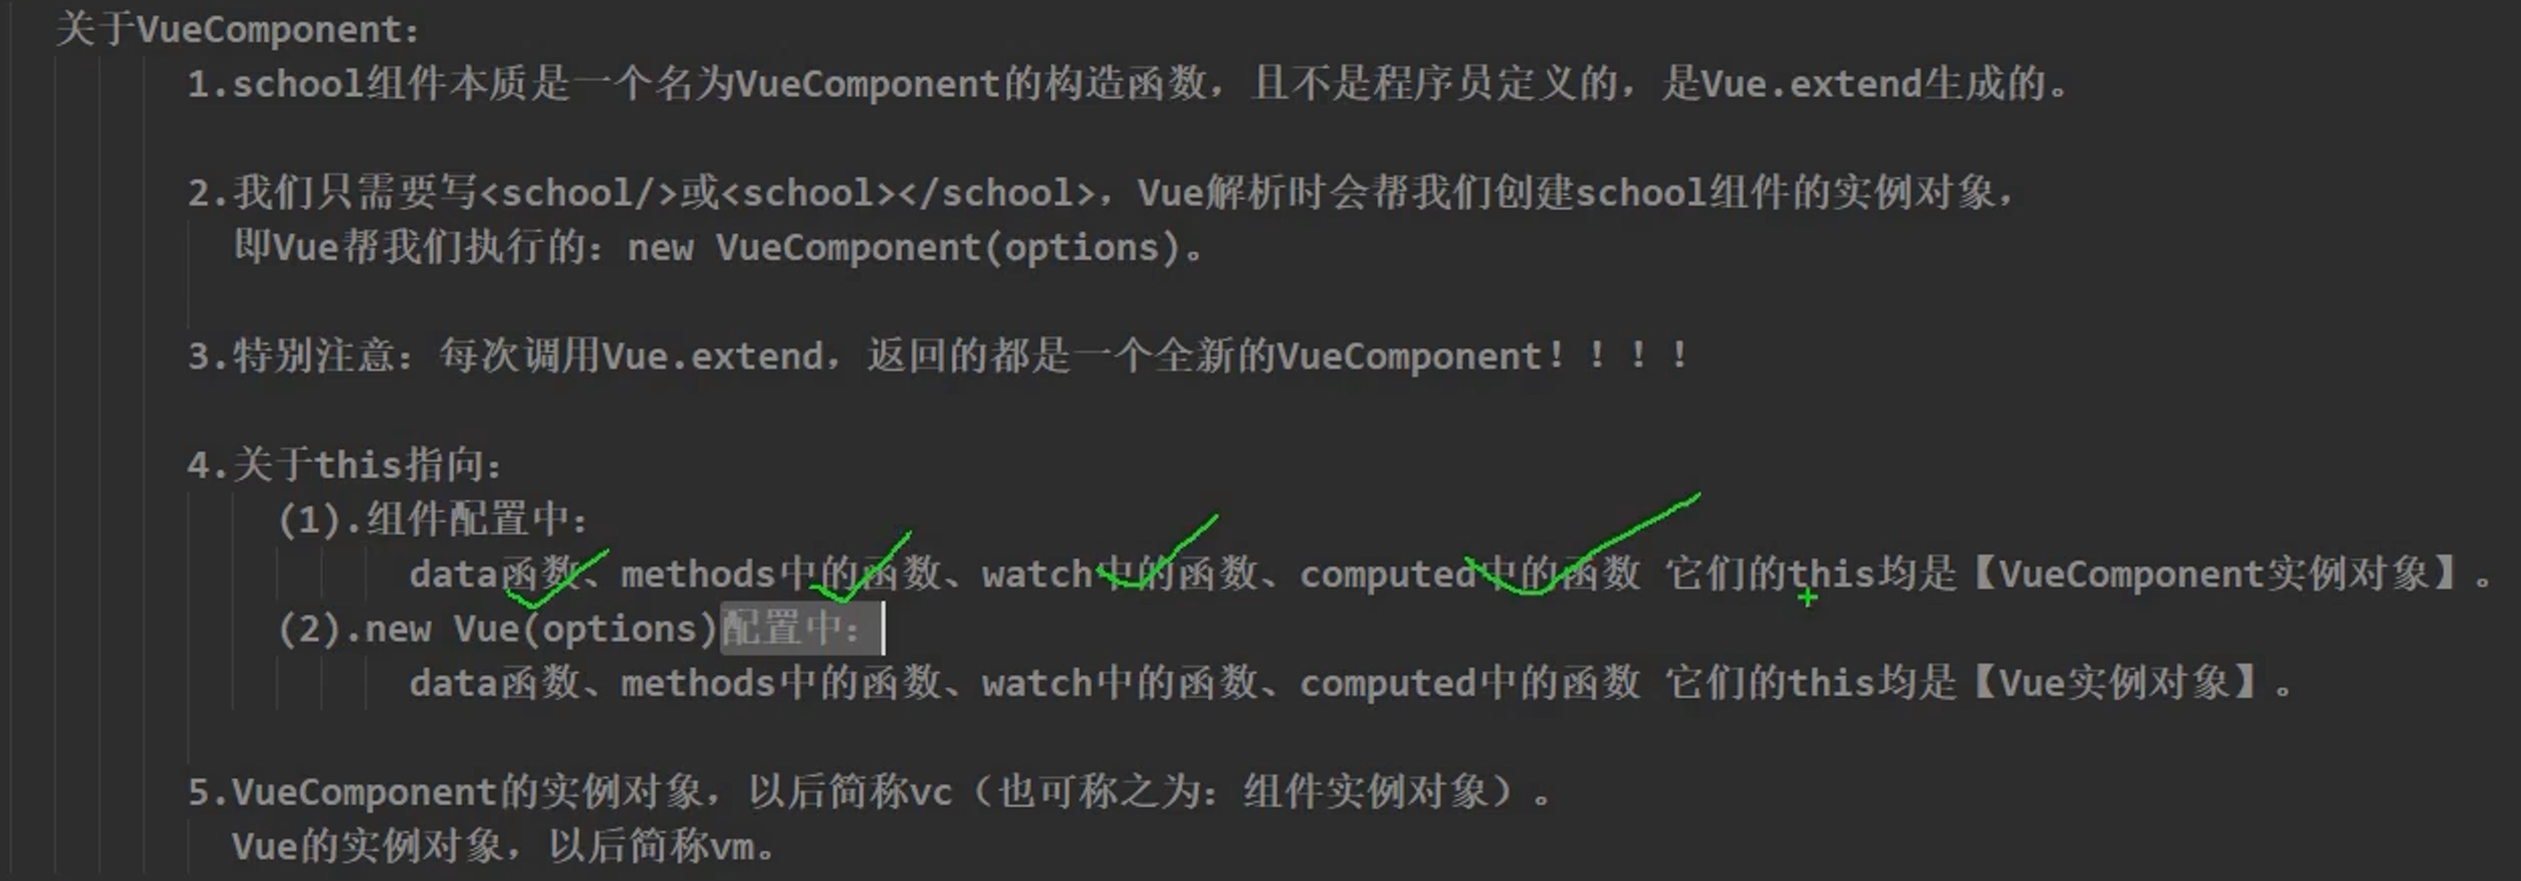 关于VueComponent：
1.school组件本质是一个名为VueComponent的构造函数，且不是程序员定义的，是Vue.extend生成的。
2.我们只需要写<school/>或<school></school>，Vue解析时会帮我们创建school组件的实例对象，
即Vue帮我们执行的：new VueComponent(options)。
3.特别注意：每次调用Vue.extend，返回的都是一个全新的VueComponent！！！！
4.关于this指向：
(1).组件配置中：
data函数、methods中的函数、watch中的函数、computed中的函数 它们的this均是【VueComponent实例对象】。
(2).new Vue(options)配置中：
data函数、methods中的函数、watch中的函数、computed中的函数 它们的this均是【Vue实例对象】。
5.VueComponent的实例对象，以后简称vc（也可称之为：组件实例对象）。
Vue的实例对象，以后简称vm。